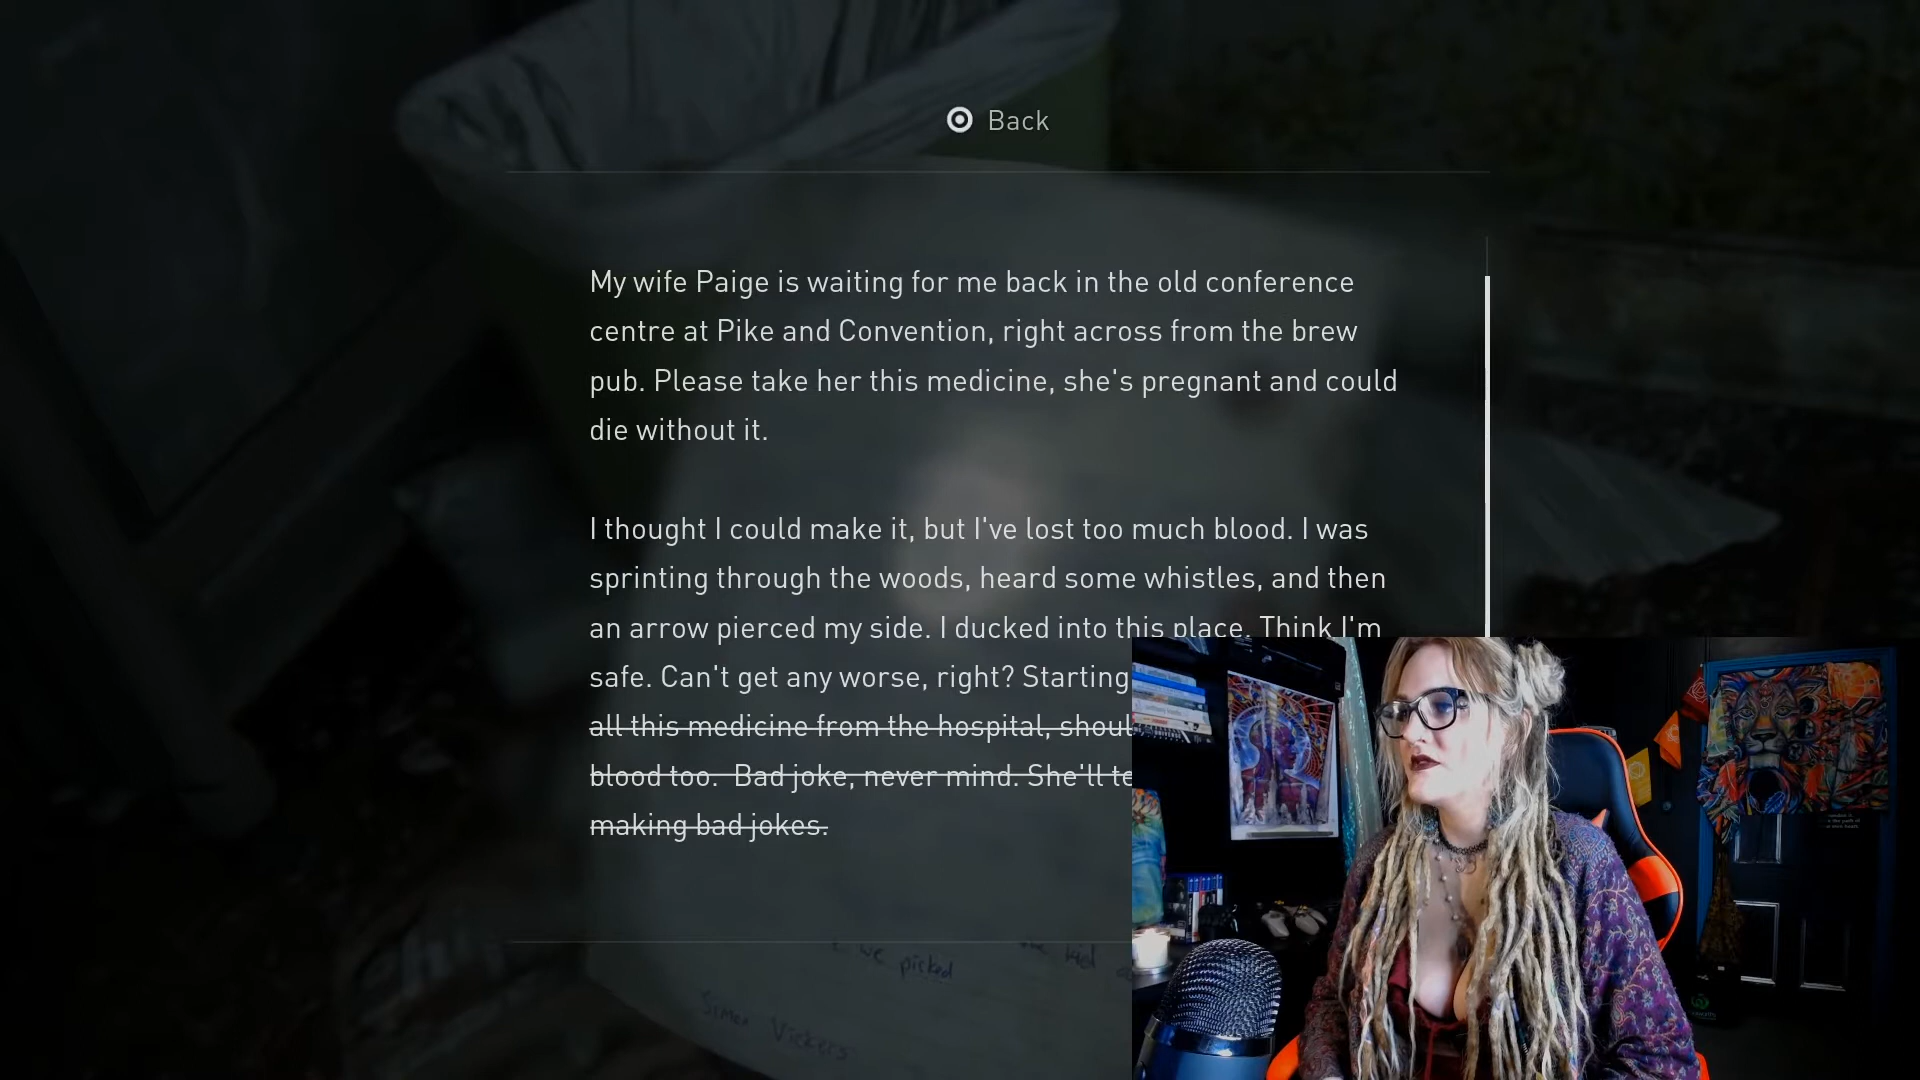 Back
My wife Paige is waiting for me back in the old conference
centre at Pike and Convention, right across from the brew
pub. Please take her this medicine, she's pregnant and could
die without it.
I thought I could make it, but I've lost too much blood. I was
sprinting through the woods, heard some whistles, and then
an arrow pierced my side. I ducked into this place. Think I'm
safe. Can't get any worse, right? Starting
all this medicine from the hospital,
blood too. Bad joke, never mind. She'll
making bad jokes.
we picked
Simon Vickers